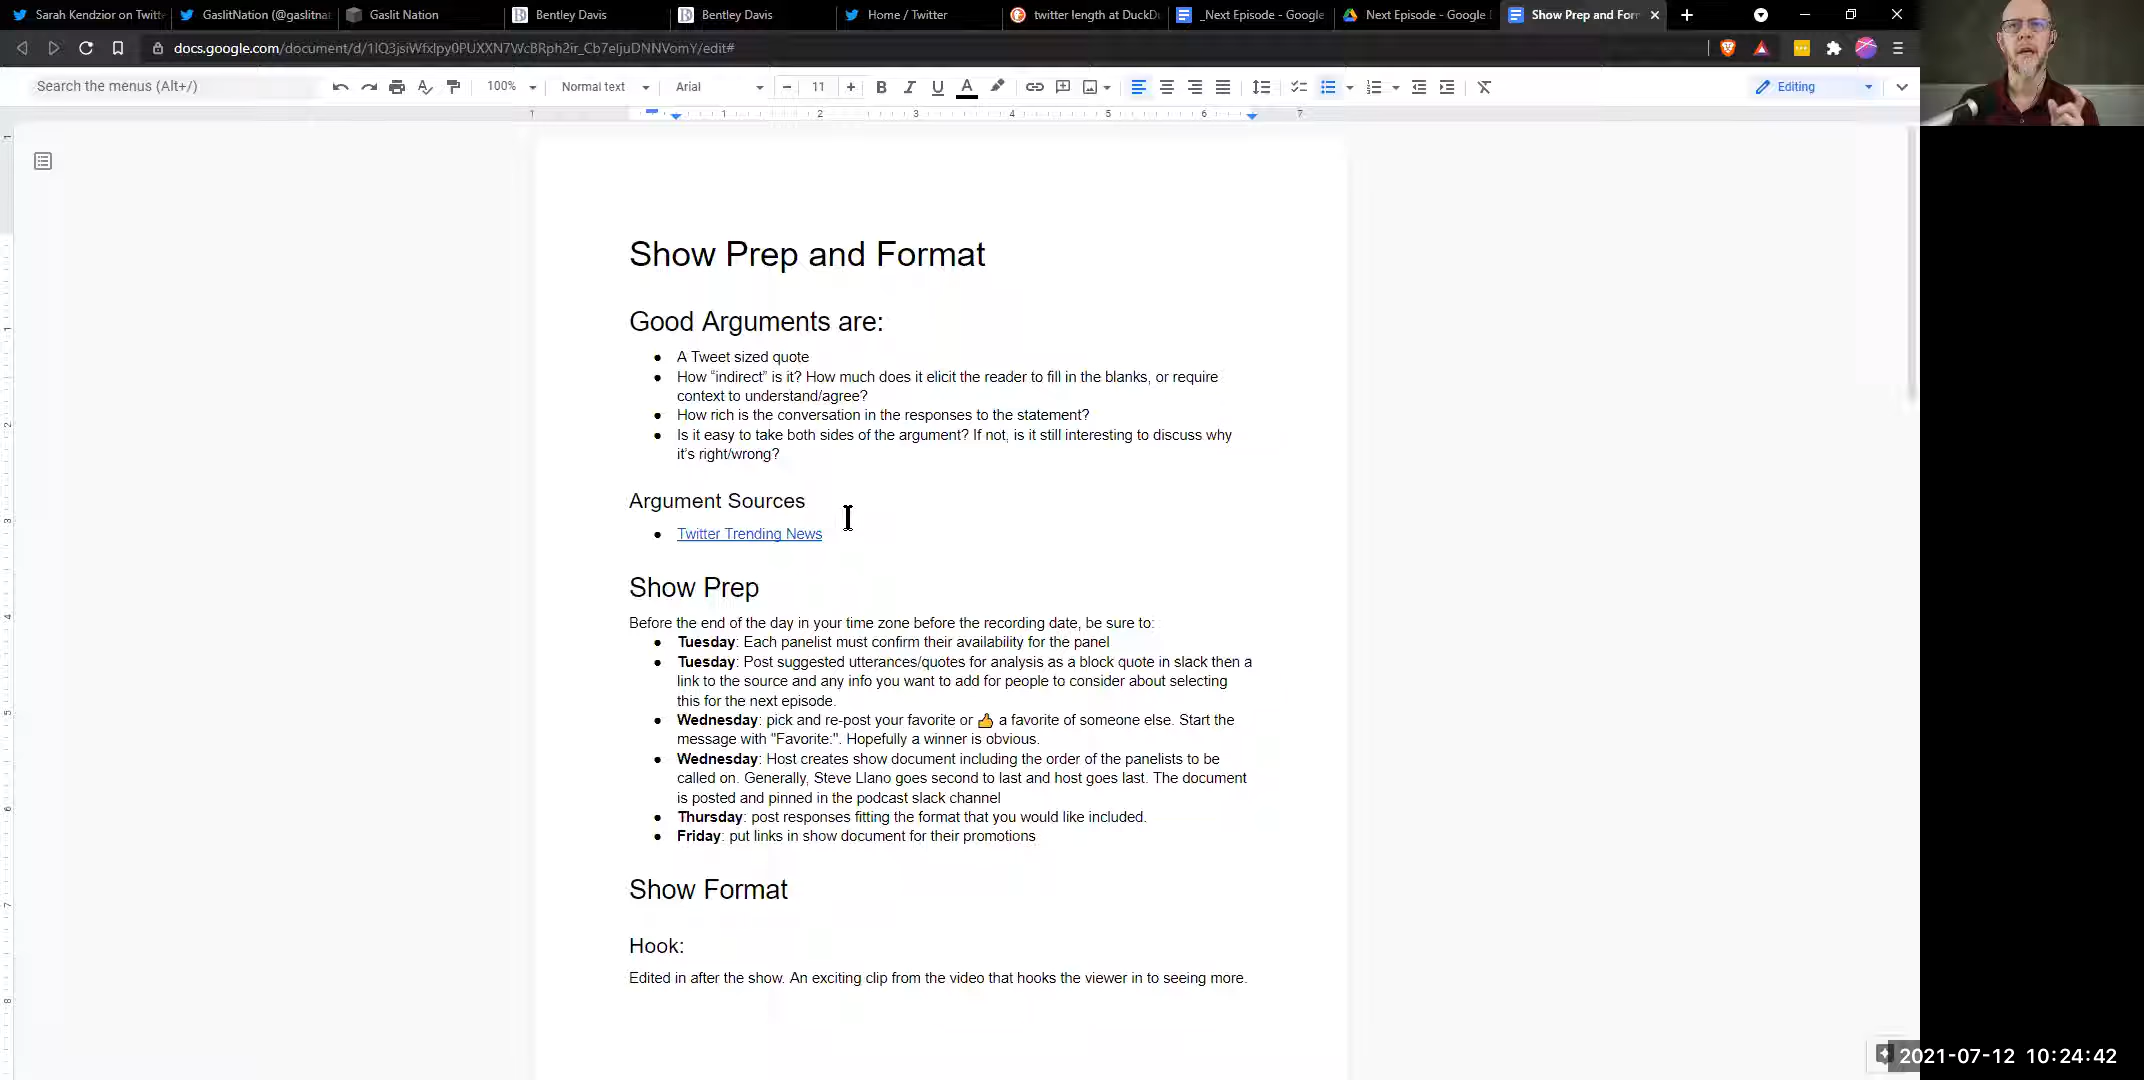 Sarah Kendzior on Twitt
GaslitNation (@gaslitnat
Gaslit Nation
Bentley Davis
Bentley Davis
Home / Twitter
twitter length at DuckDu
_Next Episode - Google
Next Episode - Google
Show Prep and For
docs.google.com/document/d/
/edit#
Search the menus (Alt+/)
100%
Normal text
Arial
11
Editing
1 1 2 3 4 5 6 7
Show Prep and Format
Good Arguments are:
● A Tweet sized quote
● How “indirect” is it? How much does it elicit the reader to fill in the blanks, or require
context to understand/agree?
● How rich is the conversation in the responses to the statement?
● Is it easy to take both sides of the argument? If not, is it still interesting to discuss why
it's right/wrong?
Argument Sources
● Twitter Trending News
Show Prep
Before the end of the day in your time zone before the recording date, be sure to:
● Tuesday: Each panelist must confirm their availability for the panel
● Tuesday: Post suggested utterances/quotes for analysis as a block quote in slack then a
link to the source and any info you want to add for people to consider about selecting
this for the next episode.
● Wednesday: pick and re-post your favorite or 👍 a favorite of someone else. Start the
message with "Favorite:". Hopefully a winner is obvious.
● Wednesday: Host creates show document including the order of the panelists to be
called on. Generally, Steve Llano goes second to last and host goes last. The document
is posted and pinned in the podcast slack channel
● Thursday: post responses fitting the format that you would like included.
● Friday: put links in show document for their promotions
Show Format
Hook:
Edited in after the show. An exciting clip from the video that hooks the viewer in to seeing more.
2021-07-12 10:24:42